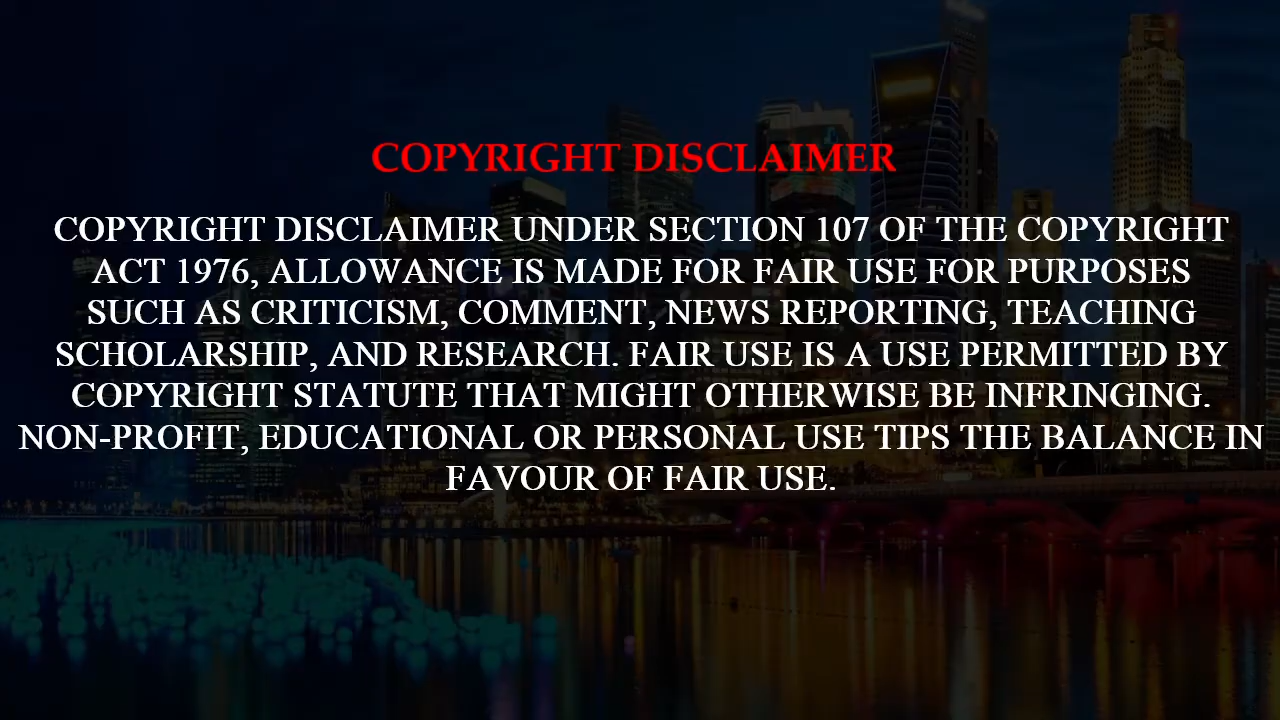 COPYRIGHT DISCLAIMER
COPYRIGHT DISCLAIMER UNDER SECTION 107 OF THE COPYRIGHT
ACT 1976, ALLOWANCE IS MADE FOR FAIR USE FOR PURPOSES
SUCH AS CRITICISM, COMMENT, NEWS REPORTING, TEACHING
SCHOLARSHIP, AND RESEARCH. FAIR USE IS A USE PERMITTED BY
COPYRIGHT STATUTE THAT MIGHT OTHERWISE BE INFRINGING.
NON-PROFIT, EDUCATIONAL OR PERSONAL USE TIPS THE BALANCE IN
FAVOUR OF FAIR USE.